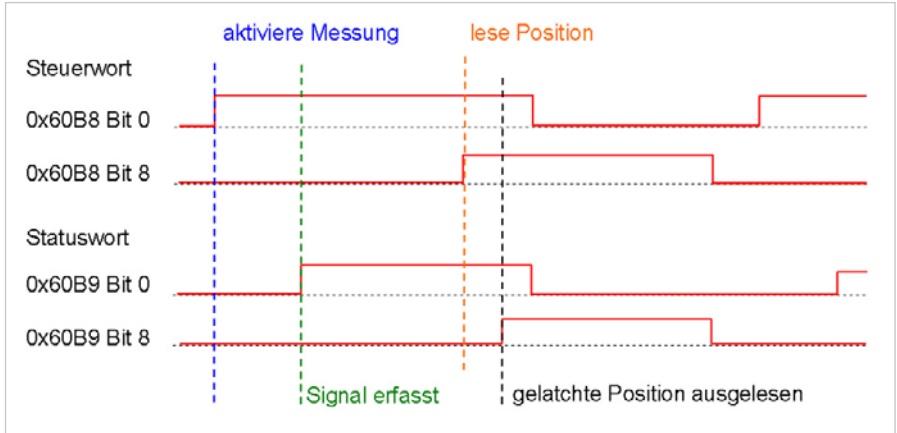 aktiviere Messung
lese Position
Steuerwort
0x60B8 Bit 0
0x60B8 Bit 8
Statuswort
0x60B9 Bit 0
0x60B9 Bit 8
Signal erfasst
gelatchte Position ausgelesen